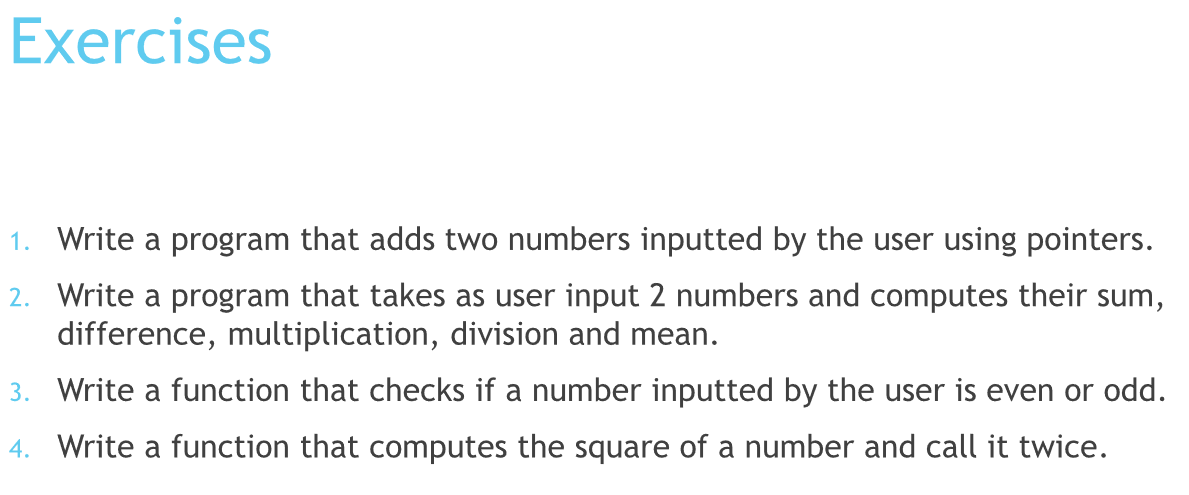 Exercises
1. Write a program that adds two numbers inputted by the user using pointers.
2. Write a program that takes as user input 2 numbers and computes their sum,
difference, multiplication, division and mean.
3. Write a function that checks if a number inputted by the user is even or odd.
4. Write a function that computes the square of a number and call it twice.